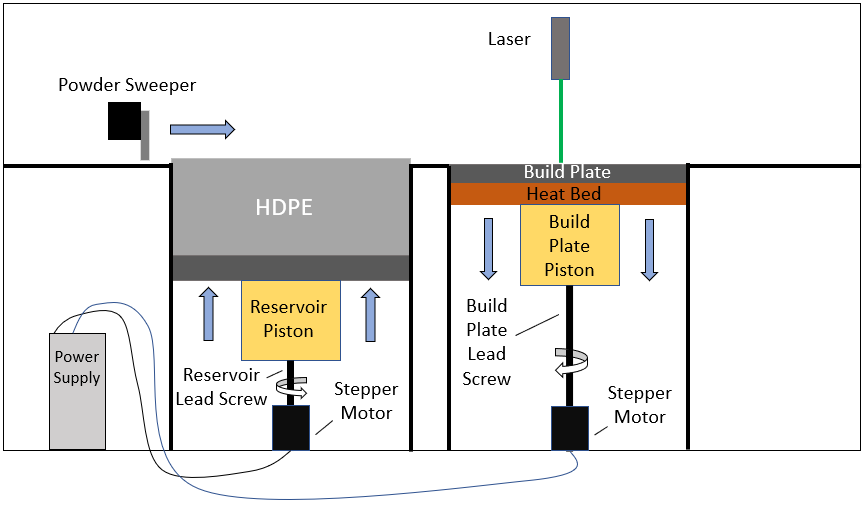 Laser
Powder Sweeper
Build Plate
Heat Bed
HDPE
Build
Plate
Piston
Reservoir
Piston
Build
Plate
Lead
Screw
Power
Supply
Reservoir
Lead Screw
Stepper
Motor
Stepper
Motor